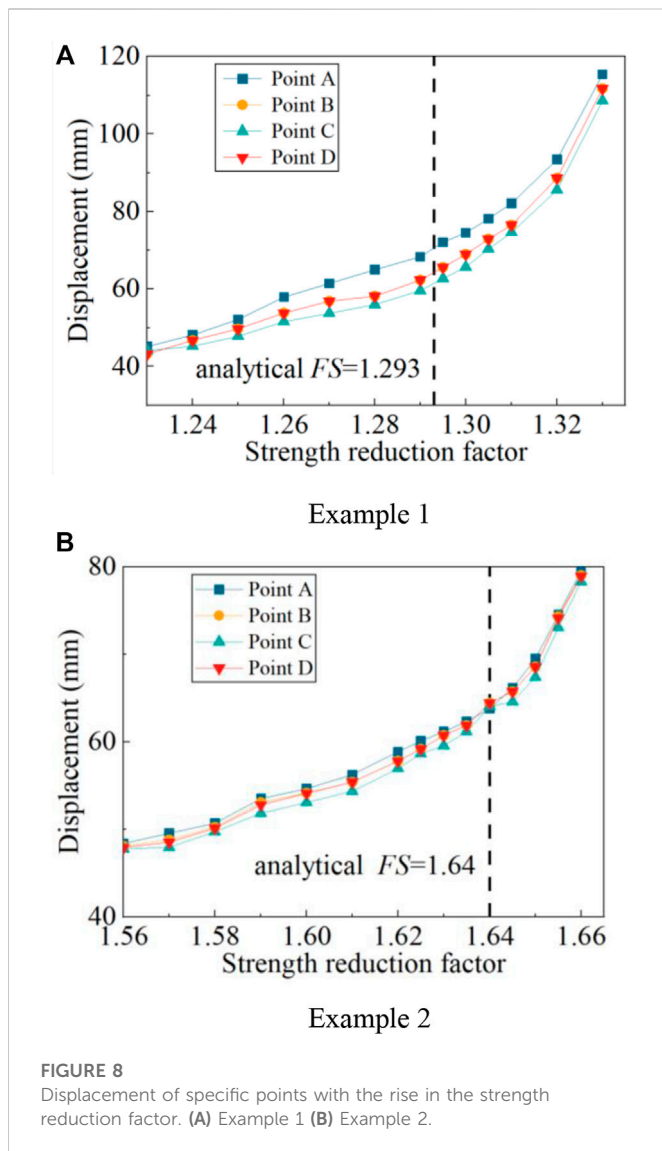 A
120
100
80
60
40
Displacement (mm)
Point A
Point B
Point C
Point D
analytical FS=1.293
1.24 1.26 1.28 1.30 1.32
Strength reduction factor
Example 1
B
80
60
40
Displacement (mm)
Point A
Point B
Point C
Point D
analytical FS=1.64
1.56 1.58 1.60 1.62 1.64 1.66
Strength reduction factor
Example 2
FIGURE 8
Displacement of specific points with the rise in the strength
reduction factor. (A) Example 1 (B) Example 2.